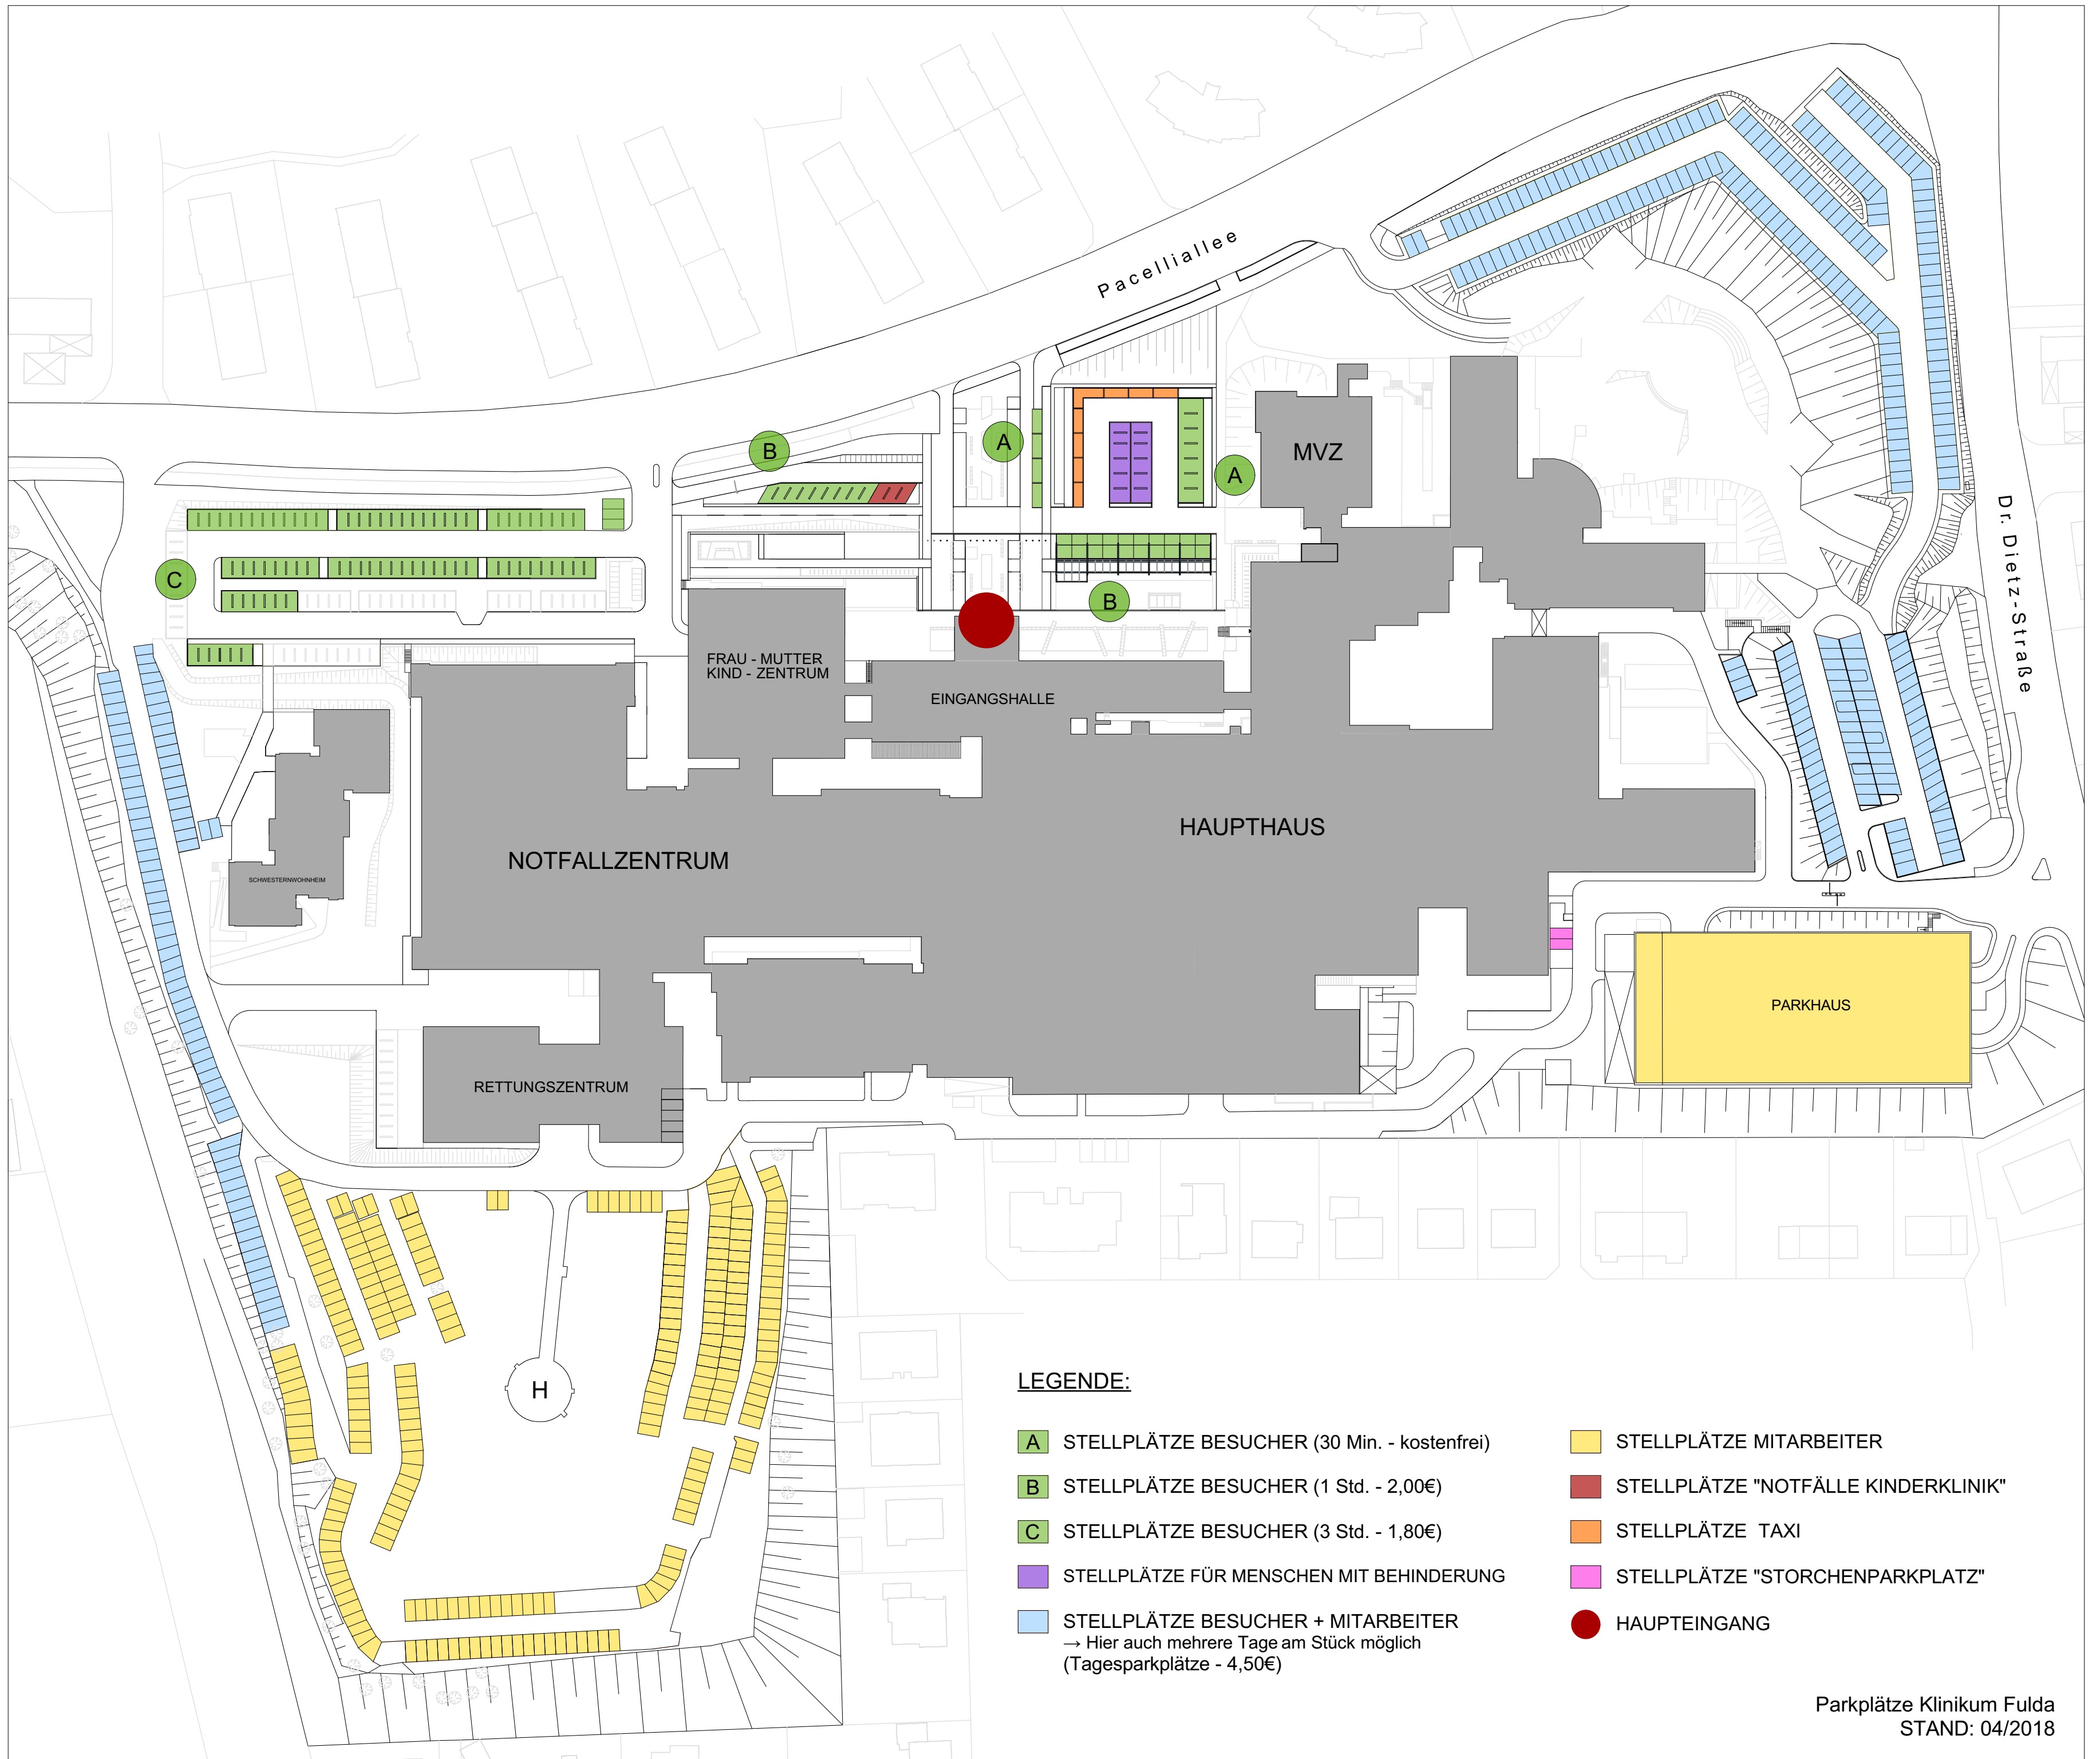 Pacelliallee
B
A
A
MVZ
C
B
Dr. Dietz-Straße
FRAU - MUTTER
KIND - ZENTRUM
EINGANGSHALLE
HAUPTHAUS
NOTFALLZENTRUM
SCHWESTERNWOHNHEIM
PARKHAUS
RETTUNGSZENTRUM
H
LEGENDE:
A STELLPLÄTZE BESUCHER (30 Min. - kostenfrei)
B STELLPLÄTZE BESUCHER (1 Std. - 2,00€)
C STELLPLÄTZE BESUCHER (3 Std. - 1,80€)
STELLPLÄTZE FÜR MENSCHEN MIT BEHINDERUNG
STELLPLÄTZE BESUCHER + MITARBEITER
→ Hier auch mehrere Tage am Stück möglich
(Tagesparkplätze - 4,50€)
STELLPLÄTZE MITARBEITER
STELLPLÄTZE "NOTFÄLLE KINDERKLINIK"
STELLPLÄTZE TAXI
STELLPLÄTZE "STORCHENPARKPLATZ"
HAUPTEINGANG
Parkplätze Klinikum Fulda
STAND: 04/2018